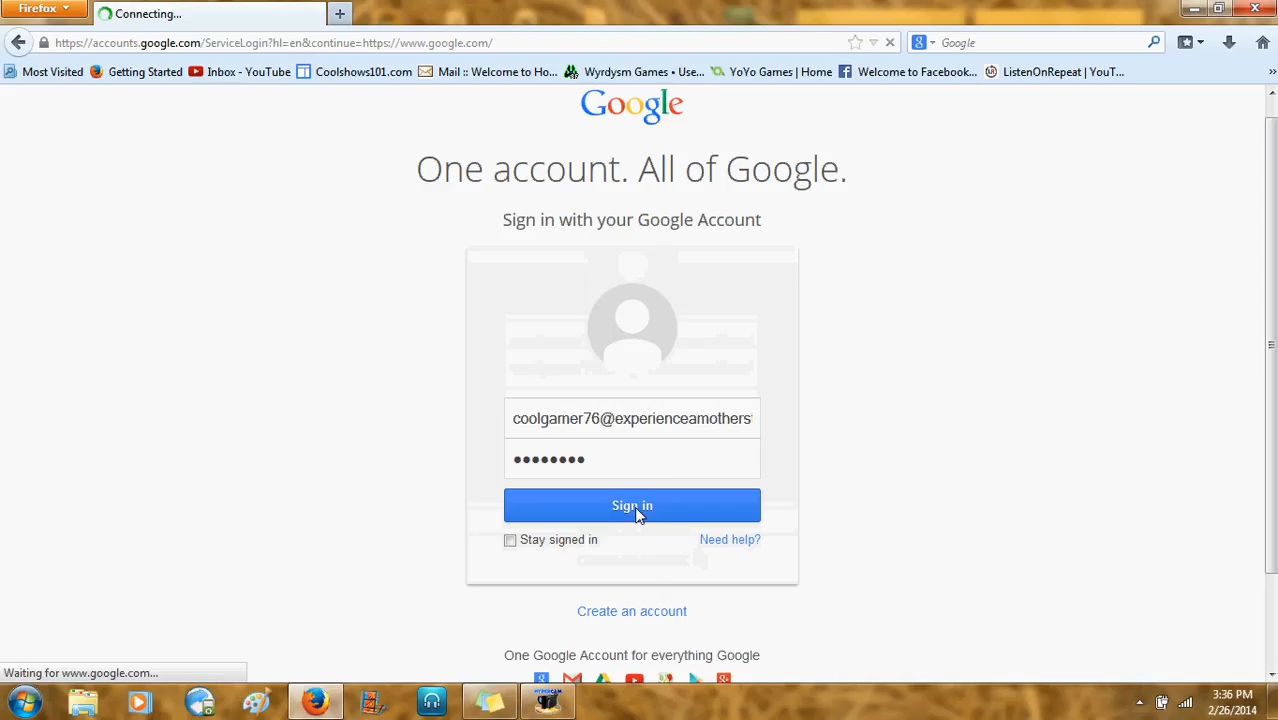 Firefox
Connecting...
https://accounts.google.com/ServiceLogin?hl=en&continue=https://www.google.com/
Google
Most Visited
Getting Started
Inbox - YouTube
Coolshows101.com
Mail :: Welcome to Ho...
Wyrdysm Games • Use...
YoYo Games | Home
Welcome to Facebook...
ListenOnRepeat | YouT...
Google
One account. All of Google.
Sign in with your Google Account
coolgamer76@experienceamothers
Sign in
Stay signed in
Need help?
Create an account
One Google Account for everything Google
Waiting for www.google.com...
HYPERCAM
3:36 PM
2/26/2014